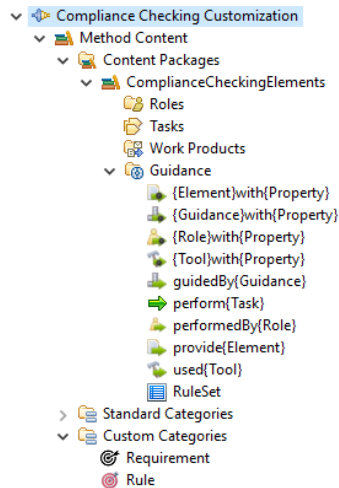 Compliance Checking Customization
Method Content
Content Packages
ComplianceCheckingElements
Roles
Tasks
Work Products
Guidance
{Element}with{Property}
{Guidance}with{Property}
{Role}with{Property}
{Tool}with{Property}
guidedBy{Guidance}
perform{Task}
performedBy{Role}
provide{Element}
used{Tool}
RuleSet
Standard Categories
Custom Categories
Requirement
Rule